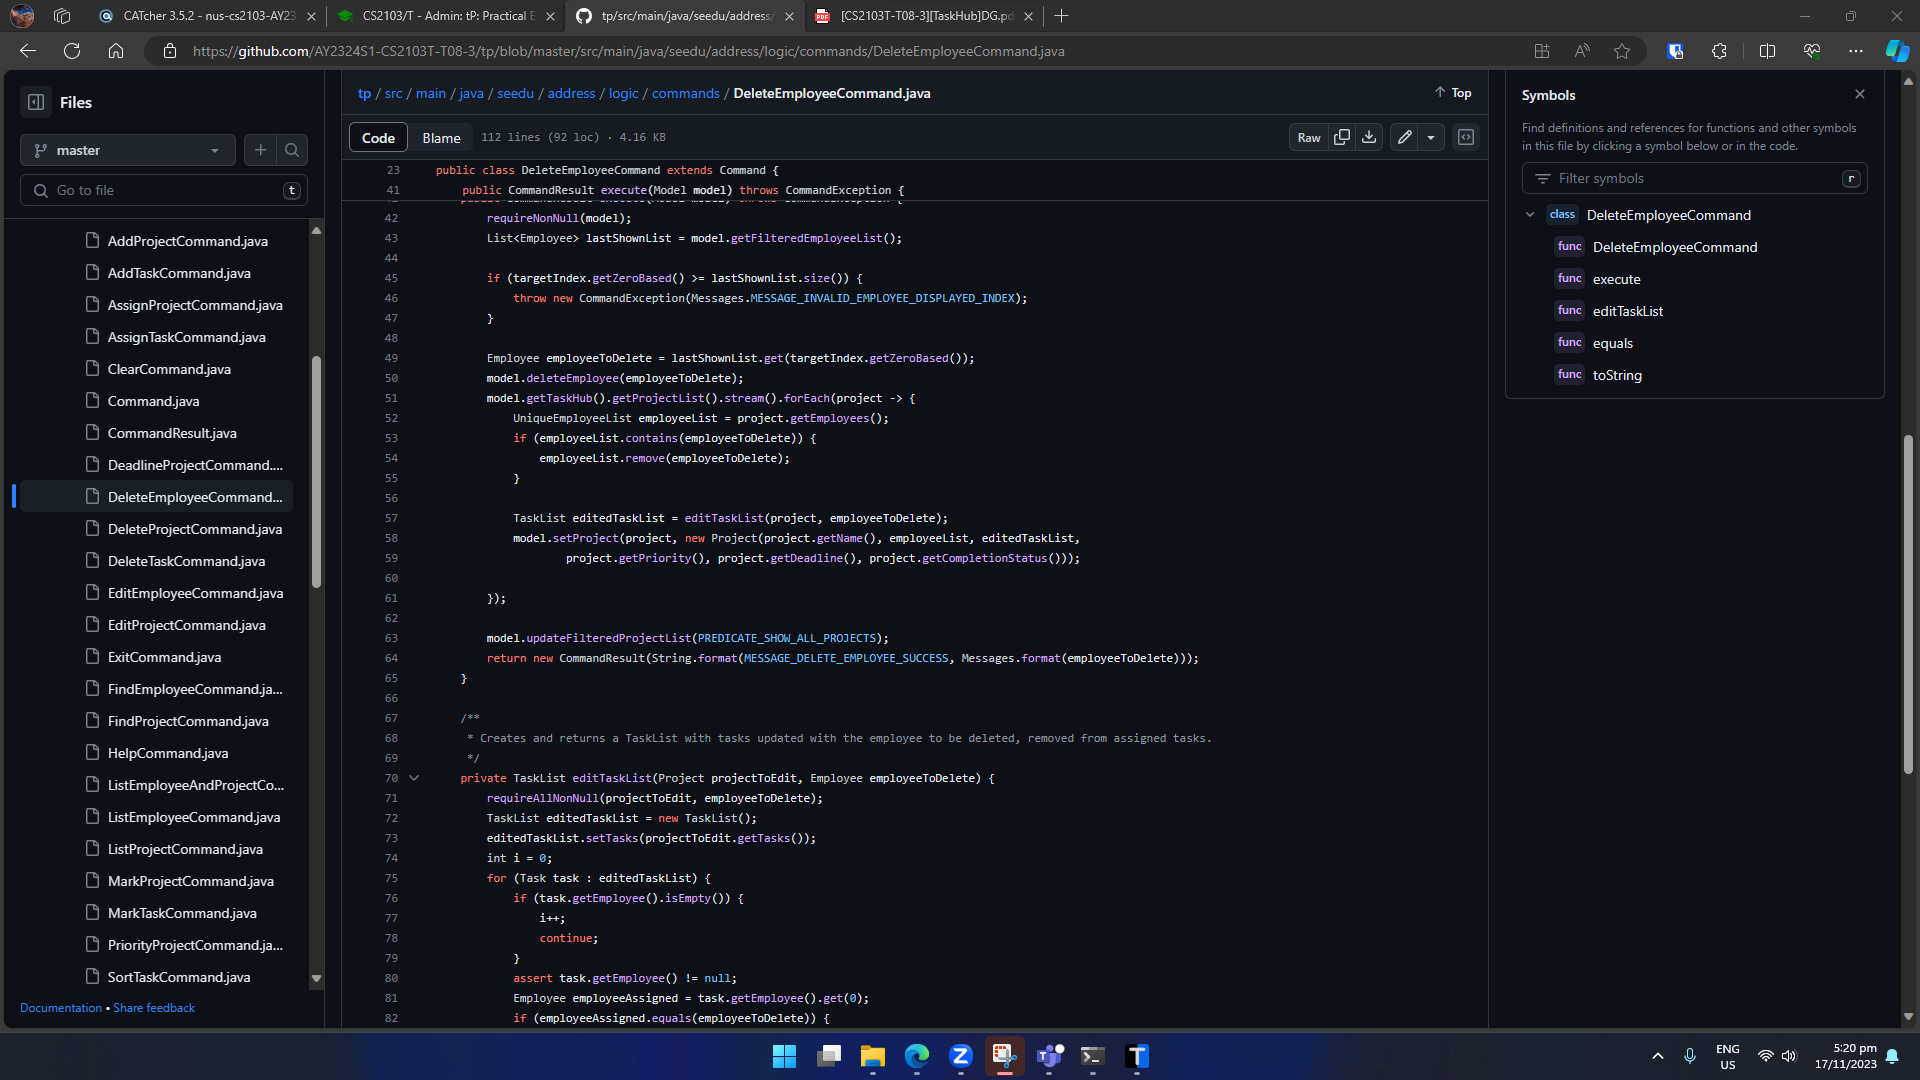 CATcher 3.5.2 - nus-cs2103-AY23
CS2103/T - Admin: tP: Practical E
tp/src/main/java/seedu/address/
[CS2103T-T08-3][TaskHub]DG.pd
https://github.com/AY2324S1-CS2103T-T08-3/tp/blob/master/src/main/java/seedu/address/logic/commands/DeleteEmployeeCommand.java
Files
master
Go to file
t
AddProjectCommand.java
AddTaskCommand.java
AssignProjectCommand.java
AssignTaskCommand.java
ClearCommand.java
Command.java
CommandResult.java
DeadlineProjectCommand....
DeleteEmployeeCommand...
DeleteProjectCommand.java
DeleteTaskCommand.java
EditEmployeeCommand.java
EditProjectCommand.java
ExitCommand.java
FindEmployeeCommand.ja...
FindProjectCommand.java
HelpCommand.java
ListEmployeeAndProjectCo...
ListEmployeeCommand.java
ListProjectCommand.java
MarkProjectCommand.java
MarkTaskCommand.java
PriorityProjectCommand.ja...
SortTaskCommand.java
Documentation • Share feedback
tp / src / main / java / seedu / address / logic / commands / DeleteEmployeeCommand.java
Top
Code
Blame
112 lines (92 loc) · 4.16 KB
Raw
23 public class DeleteEmployeeCommand extends Command {
41 public CommandResult execute(Model model) throws CommandException {
42 requireNonNull(model);
43 List<Employee> lastShownList = model.getFilteredEmployeeList();
44
45 if (targetIndex.getZeroBased() >= lastShownList.size()) {
46 throw new CommandException(Messages.MESSAGE_INVALID_EMPLOYEE_DISPLAYED_INDEX);
47 }
48
49 Employee employeeToDelete = lastShownList.get(targetIndex.getZeroBased());
50 model.deleteEmployee(employeeToDelete);
51 model.getTaskHub().getProjectList().stream().forEach(project -> {
52 UniqueEmployeeList employeeList = project.getEmployees();
53 if (employeeList.contains(employeeToDelete)) {
54 employeeList.remove(employeeToDelete);
55 }
56
57 TaskList editedTaskList = editTaskList(project, employeeToDelete);
58 model.setProject(project, new Project(project.getName(), employeeList, editedTaskList,
59 project.getPriority(), project.getDeadline(), project.getCompletionStatus()));
60
61 });
62
63 model.updateFilteredProjectList(PREDICATE_SHOW_ALL_PROJECTS);
64 return new CommandResult(String.format(MESSAGE_DELETE_EMPLOYEE_SUCCESS, Messages.format(employeeToDelete)));
65 }
66
67 /**
68 * Creates and returns a TaskList with tasks updated with the employee to be deleted, removed from assigned tasks.
69 */
70 private TaskList editTaskList(Project projectToEdit, Employee employeeToDelete) {
71 requireAllNonNull(projectToEdit, employeeToDelete);
72 TaskList editedTaskList = new TaskList();
73 editedTaskList.setTasks(projectToEdit.getTasks());
74 int i = 0;
75 for (Task task : editedTaskList) {
76 if (task.getEmployee().isEmpty()) {
77 i++;
78 continue;
79 }
80 assert task.getEmployee() != null;
81 Employee employeeAssigned = task.getEmployee().get(0);
82 if (employeeAssigned.equals(employeeToDelete)) {
Symbols
Find definitions and references for functions and other symbols
in this file by clicking a symbol below or in the code.
Filter symbols
r
class DeleteEmployeeCommand
func DeleteEmployeeCommand
func execute
func editTaskList
func equals
func toString
ENG
US
5:20 pm
17/11/2023